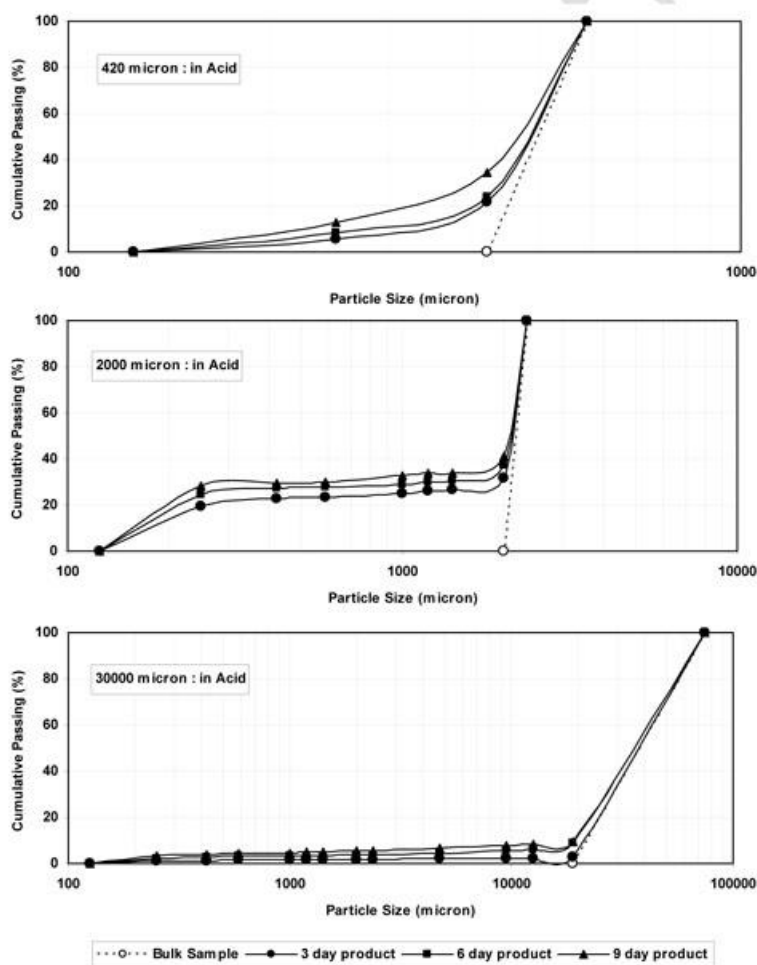 100
80
60
40
20
0
Cumulative Passing (%)
420 micron : in Acid
100 1000
Particle Size (micron)
100
80
60
40
20
0
Cumulative Passing (%)
2000 micron : in Acid
100 1000 10000
Particle Size (micron)
100
80
60
40
20
0
Cumulative Passing (%)
30000 micron : in Acid
100 1000 10000 100000
Particle Size (micron)
Bulk Sample 3 day product 6 day product 9 day product